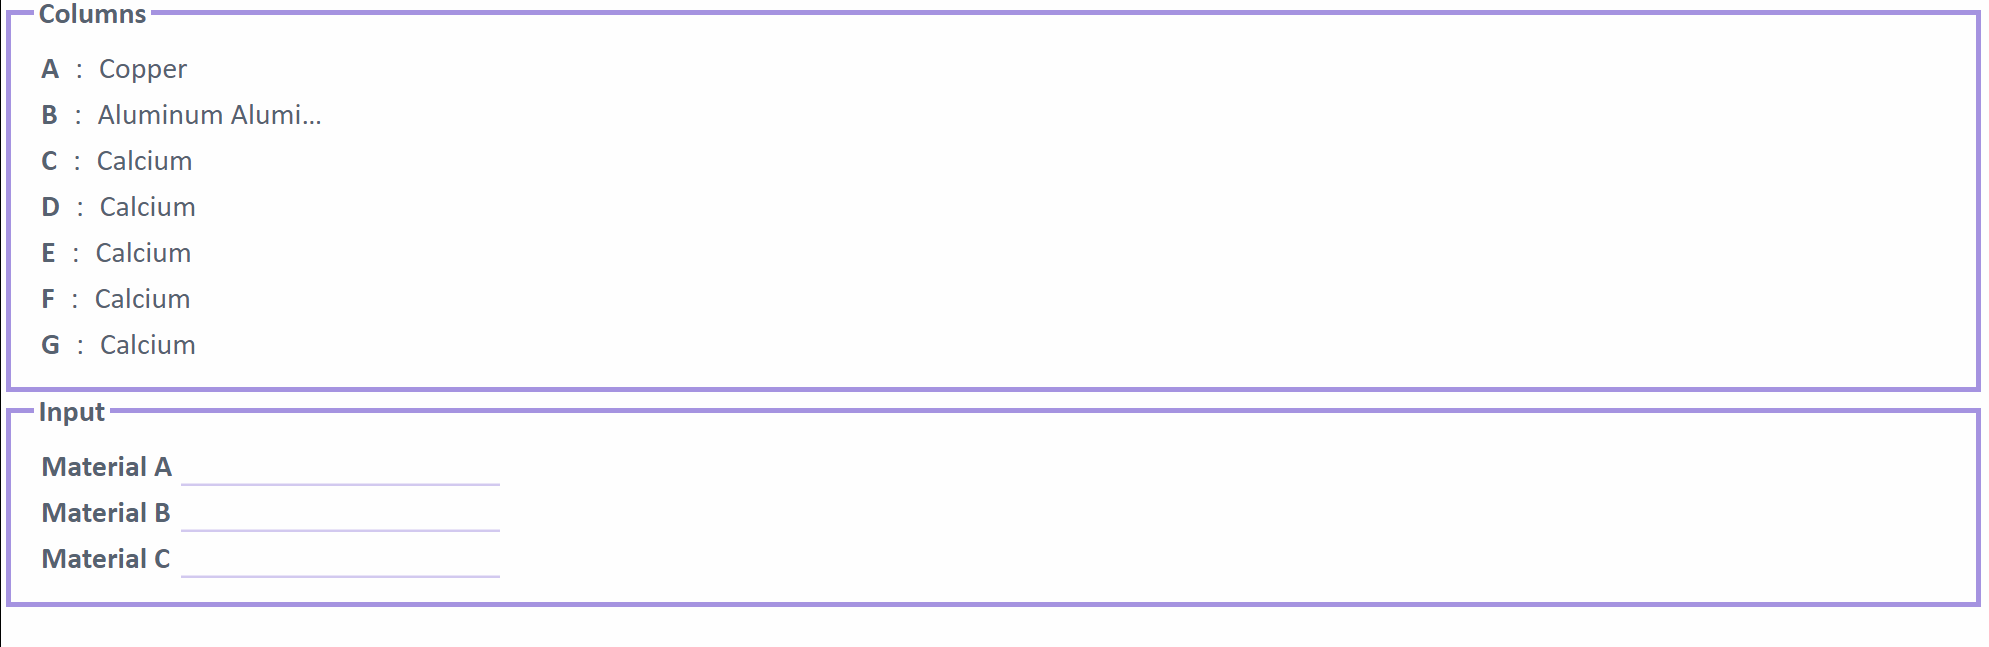 Columns
A : Copper
B : Aluminum Alumi...
C : Calcium
D : Calcium
E : Calcium
F : Calcium
G : Calcium
Input
Material A
Material B
Material C